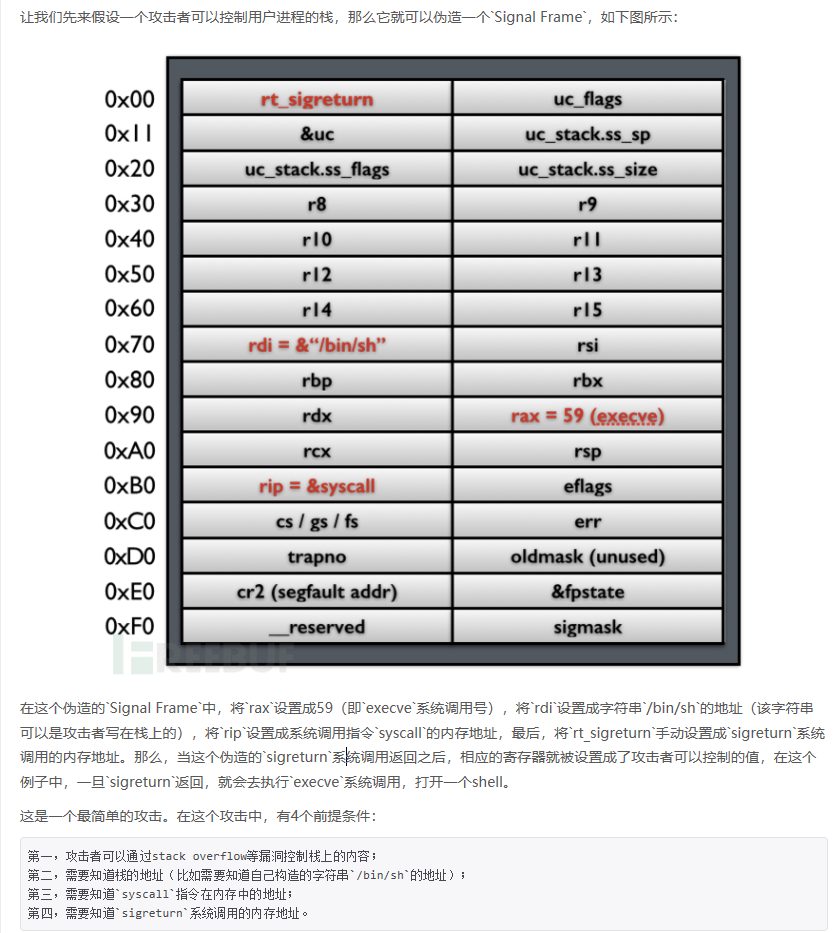 让我们先来假设一个攻击者可以控制用户进程的栈，那么它就可以伪造一个`Signal Frame`，如下图所示：
0x00 rt_sigreturn uc_flags
0x11 &uc uc_stack.ss_sp
0x20 uc_stack.ss_flags uc_stack.ss_size
0x30 r8 r9
0x40 r10 r11
0x50 r12 r13
0x60 r14 r15
0x70 rdi = &“/bin/sh” rsi
0x80 rbp rbx
0x90 rdx rax = 59 (execve)
0xA0 rcx rsp
0xB0 rip = &syscall eflags
0xC0 cs / gs / fs err
0xD0 trapno oldmask (unused)
0xE0 cr2 (segfault addr) &fpstate
0xF0 __reserved sigmask
FREEBUF
在这个伪造的`Signal Frame`中，将`rax`设置成59（即`execve`系统调用号），将`rdi`设置成字符串`/bin/sh`的地址（该字符串
可以是攻击者写在栈上的），将`rip`设置成系统调用指令`syscall`的内存地址，最后，将`rt_sigreturn`手动设置成`sigreturn`系统
调用的内存地址。那么，当这个伪造的`sigreturn`系统调用返回之后，相应的寄存器就被设置成了攻击者可以控制的值，在这个
例子中，一旦`sigreturn`返回，就会去执行`execve`系统调用，打开一个shell。
这是一个最简单的攻击。在这个攻击中，有4个前提条件：
第一，攻击者可以通过stack overflow等漏洞控制栈上的内容；
第二，需要知道栈的地址（比如需要知道自己构造的字符串`/bin/sh`的地址）；
第三，需要知道`syscall`指令在内存中的地址；
第四，需要知道`sigreturn`系统调用的内存地址。